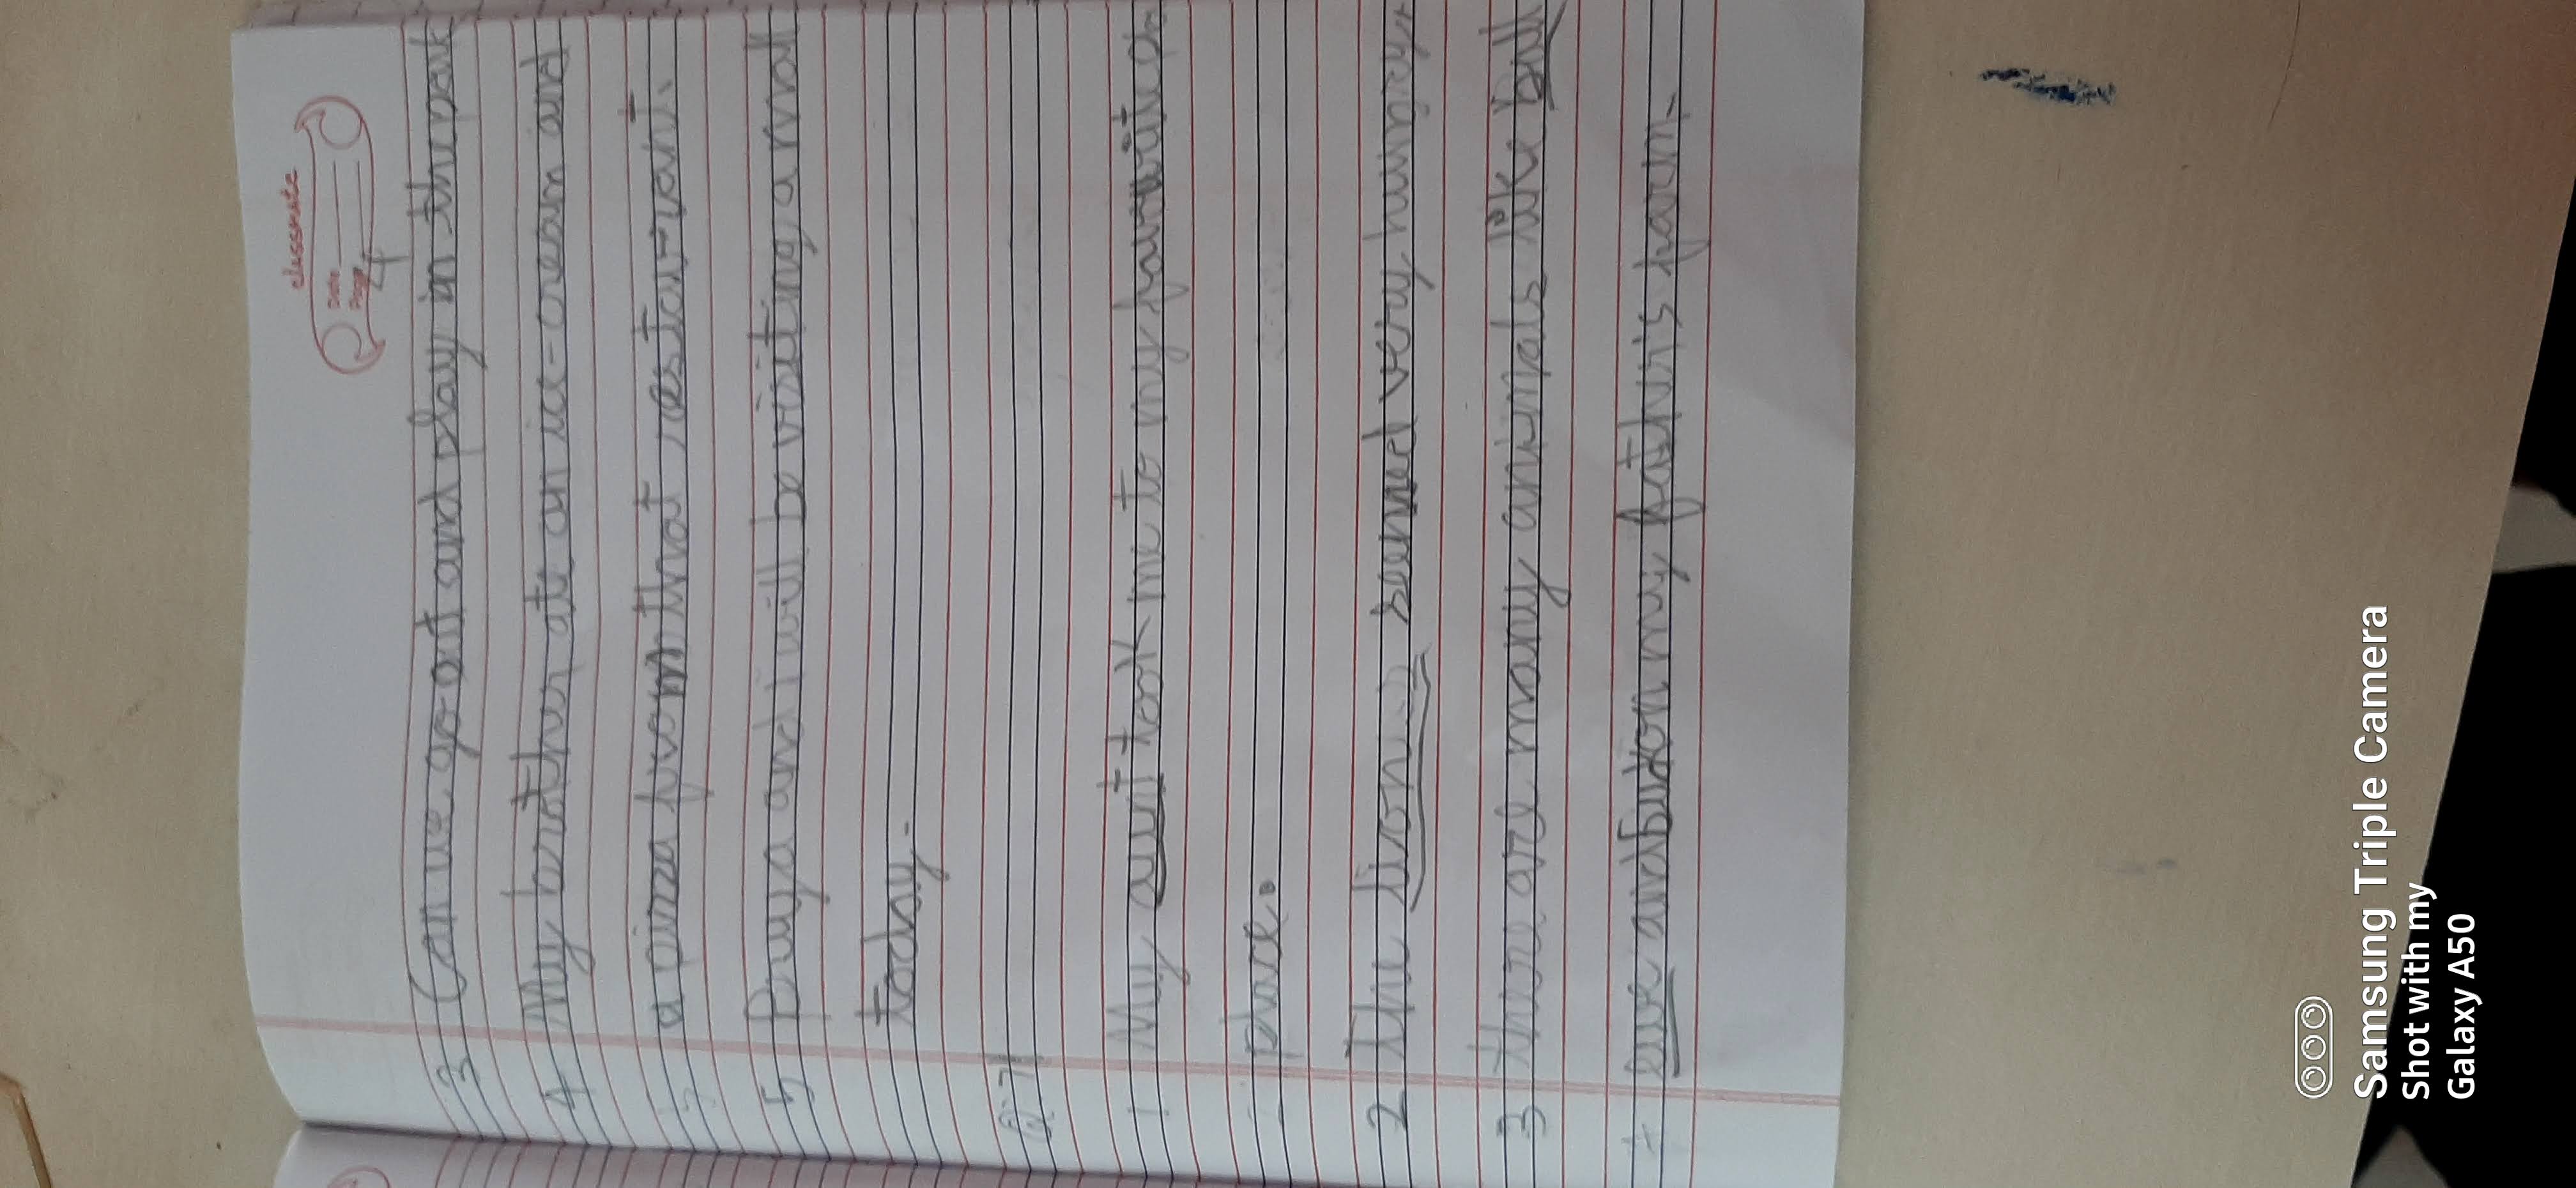 classmate
Date
Page 4
3 Can we go out and play in the park
4 My brother ate an ice-cream and
a pizza from that restaurant.
5 Pruya and i will be visiting a mall
today.
Q.7
1 My aunt took me to my favourite
place.
2 The lion seemed very hungry.
3 there are many animals like bull
ewe and on my father's farm.
Samsung Triple Camera
Shot with my
Galaxy A50